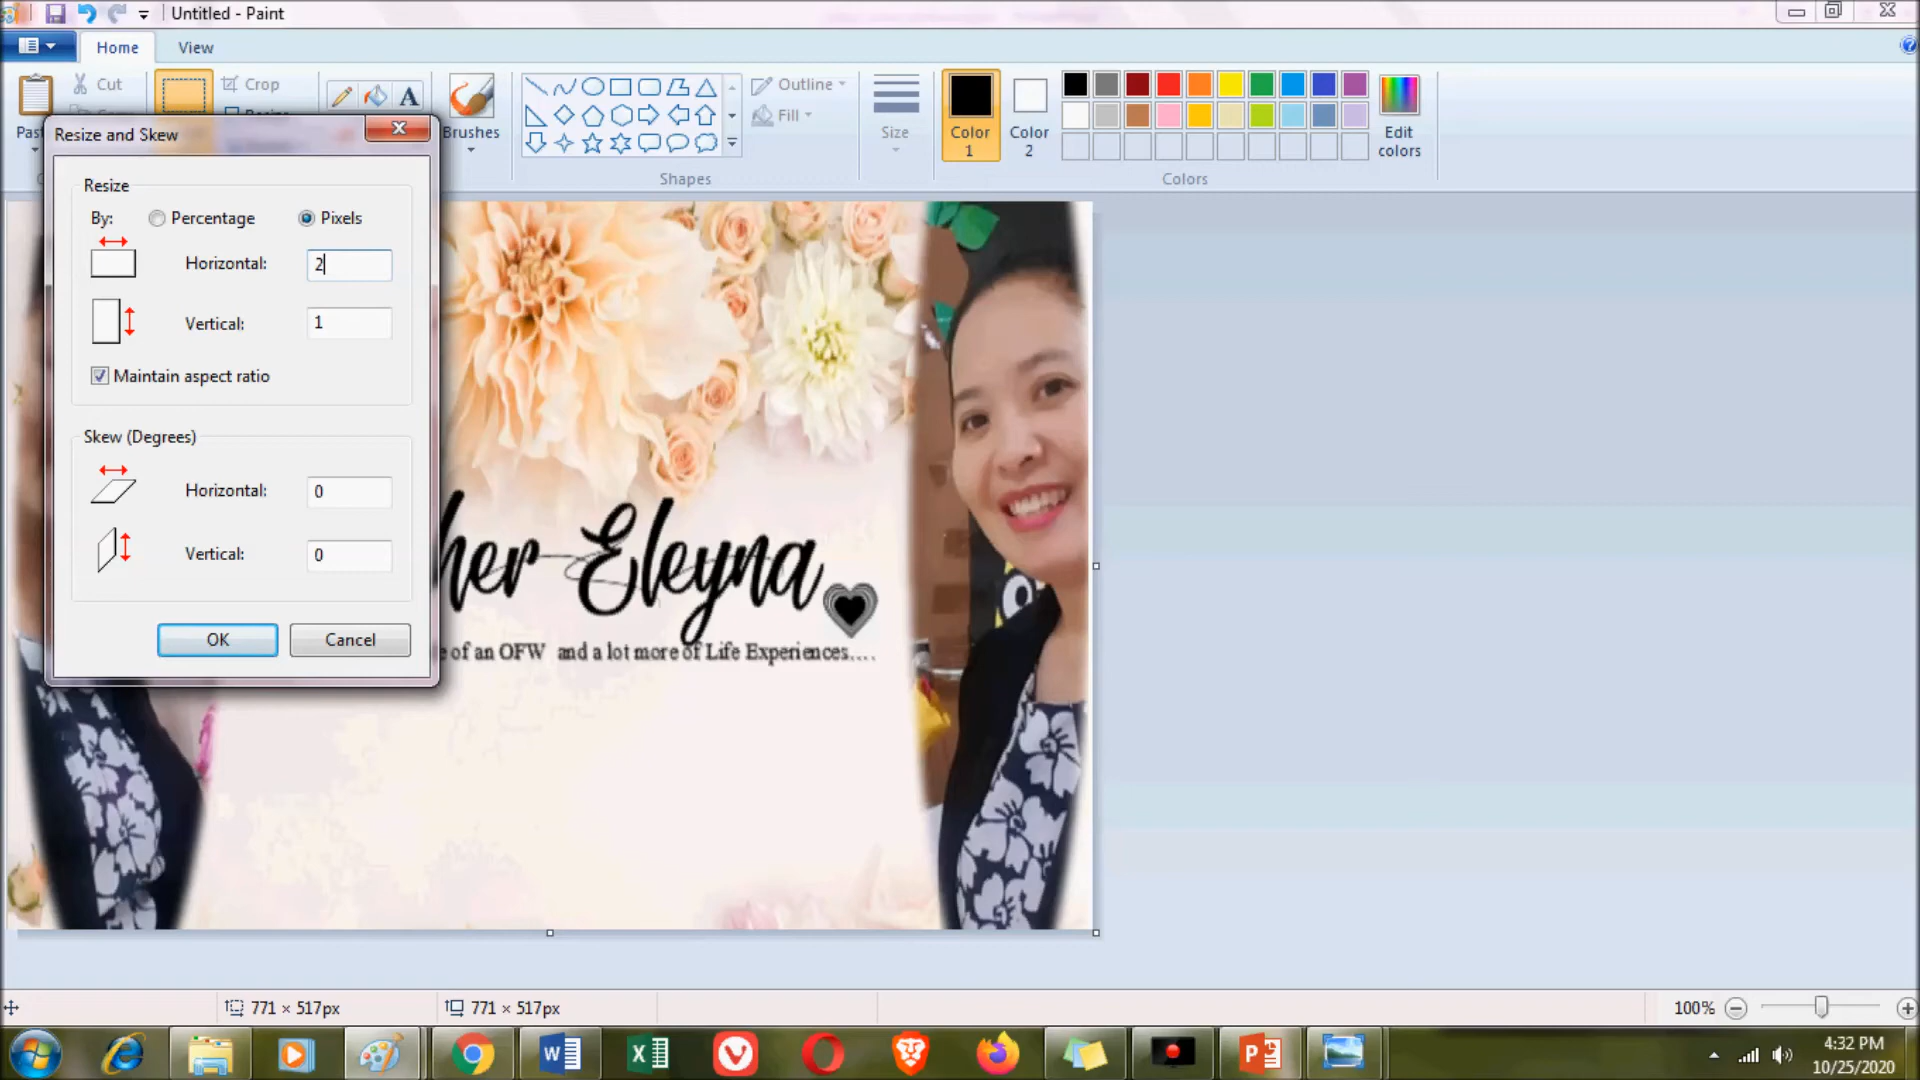 Untitled - Paint
Home
View
Cut
Crop
Outline
Fill
Brushes
Size
Color
1
Color
2
Edit
colors
Shapes
Colors
Resize and Skew
Resize
By:
Percentage
Pixels
Horizontal:
2
Vertical:
1
Maintain aspect ratio
Skew (Degrees)
Horizontal:
0
Vertical:
0
OK
Cancel
her Eleyna
e of an OFW and a lot more of Life Experiences....
771 × 517px
771 × 517px
100%
4:32 PM
10/25/2020